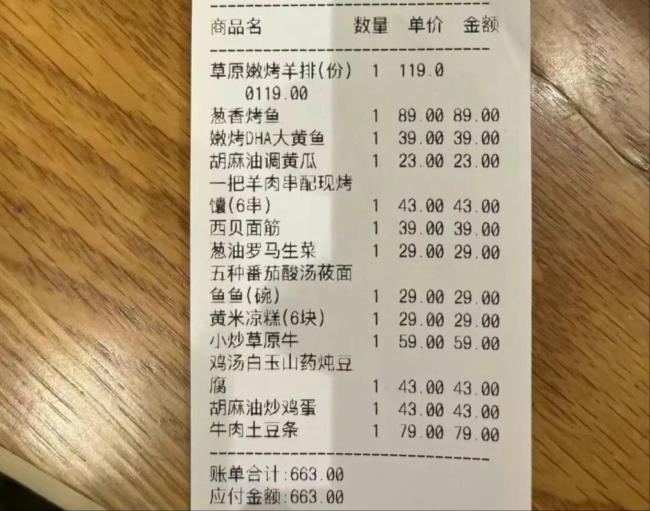 商品名 数量 单价 金额
草原嫩烤羊排(份) 1 119.0
0119.00
葱香烤鱼 1 89.00 89.00
嫩烤DHA大黄鱼 1 39.00 39.00
胡麻油调黄瓜 1 23.00 23.00
一把羊肉串配现烤
馕(6串) 1 43.00 43.00
西贝面筋 1 39.00 39.00
葱油罗马生菜 1 29.00 29.00
五种番茄酸汤莜面
鱼鱼(碗) 1 29.00 29.00
黄米凉糕(6块) 1 29.00 29.00
小炒草原牛 1 59.00 59.00
鸡汤白玉山药炖豆
腐 1 43.00 43.00
胡麻油炒鸡蛋 1 43.00 43.00
牛肉土豆条 1 79.00 79.00
账单合计:663.00
应付金额:663.00